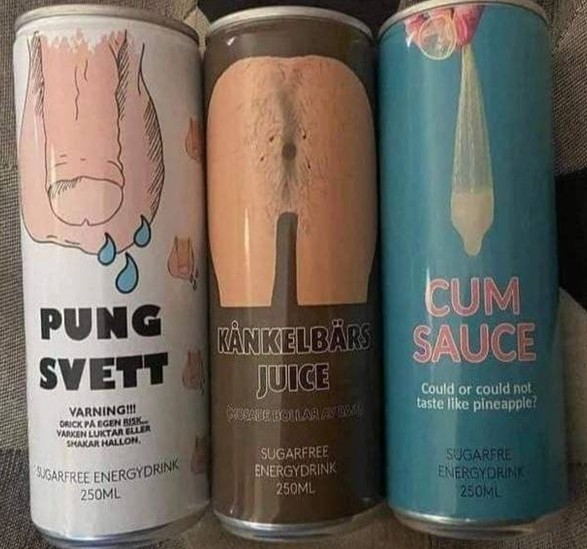 PUNG
SVETT
VARNING!!!
DRICK PÅ EGEN RISK...
VARKEN LUKTAR ELLER
SMAKAR HALLON.
SUGARFREE ENERGYDRINK
250ML
KÅNKELBÄRS
JUICE
SUGARFREE
ENERGYDRINK
250ML
CUM
SAUCE
Could or could not
taste like pineapple?
SUGARFRE
ENERGYDRINK
250ML